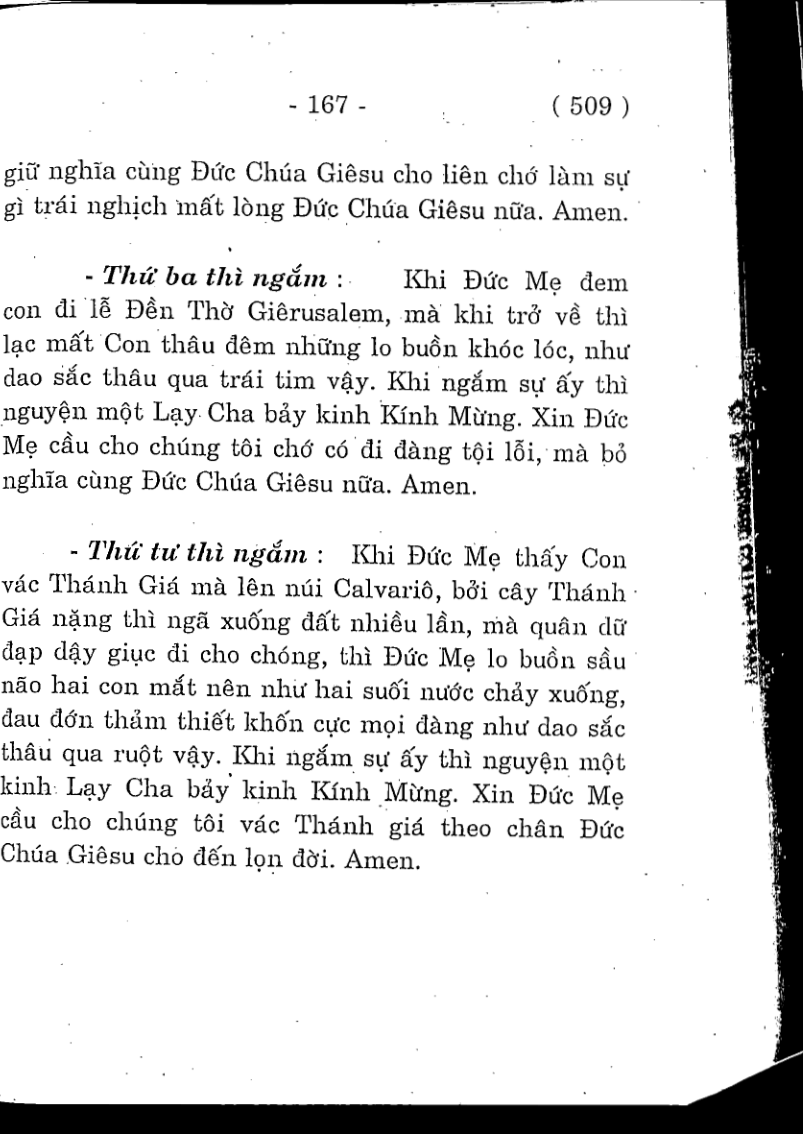 - 167 - ( 509 )
giữ nghĩa cùng Đức Chúa Giêsu cho liên chớ làm sự
gì trái nghịch mất lòng Đức Chúa Giêsu nữa. Amen.
- Thứ ba thì ngắm : Khi Đức Mẹ đem
con đi lễ Đền Thờ Giêrusalem, mà khi trở về thì
lạc mất Con thâu đêm những lo buồn khóc lóc, như
dao sắc thâu qua trái tim vậy. Khi ngắm sự ấy thì
nguyện một Lạy Cha bảy kinh Kính Mừng. Xin Đức
Mẹ cầu cho chúng tôi chớ có đi đàng tội lỗi, mà bỏ
nghĩa cùng Đức Chúa Giêsu nữa. Amen.
- Thứ tư thì ngắm : Khi Đức Mẹ thấy Con
vác Thánh Giá mà lên núi Calvariô, bởi cây Thánh
Giá nặng thì ngã xuống đất nhiều lần, mà quân dữ
đạp dậy giục đi cho chóng, thì Đức Mẹ lo buồn sầu
não hai con mắt nên như hai suối nước chảy xuống,
đau đớn thảm thiết khốn cực mọi đàng như dao sắc
thâu qua ruột vậy. Khi ngắm sự ấy thì nguyện một
kinh Lạy Cha bảy kinh Kính Mừng. Xin Đức Mẹ
cầu cho chúng tôi vác Thánh giá theo chân Đức
Chúa Giêsu cho đến lọn đời. Amen.